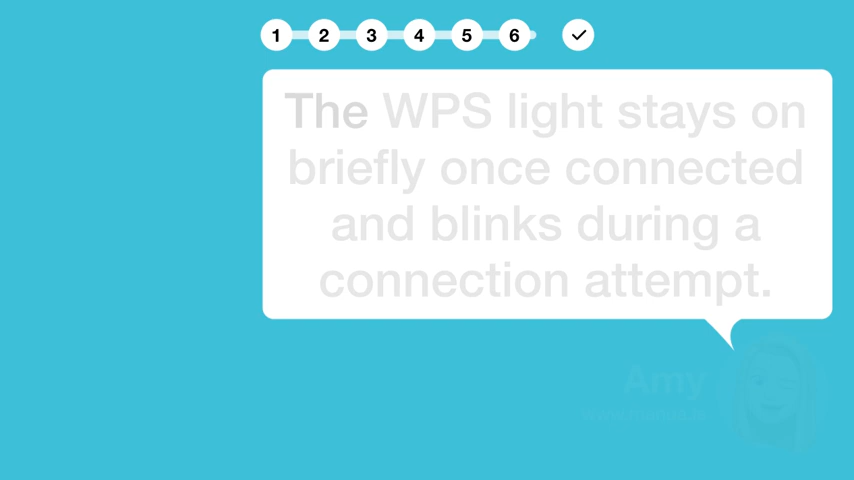 1 2 3 4 5 6
The WPS light stays on
briefly once connected
and blinks during a
connection attempt.
Amy